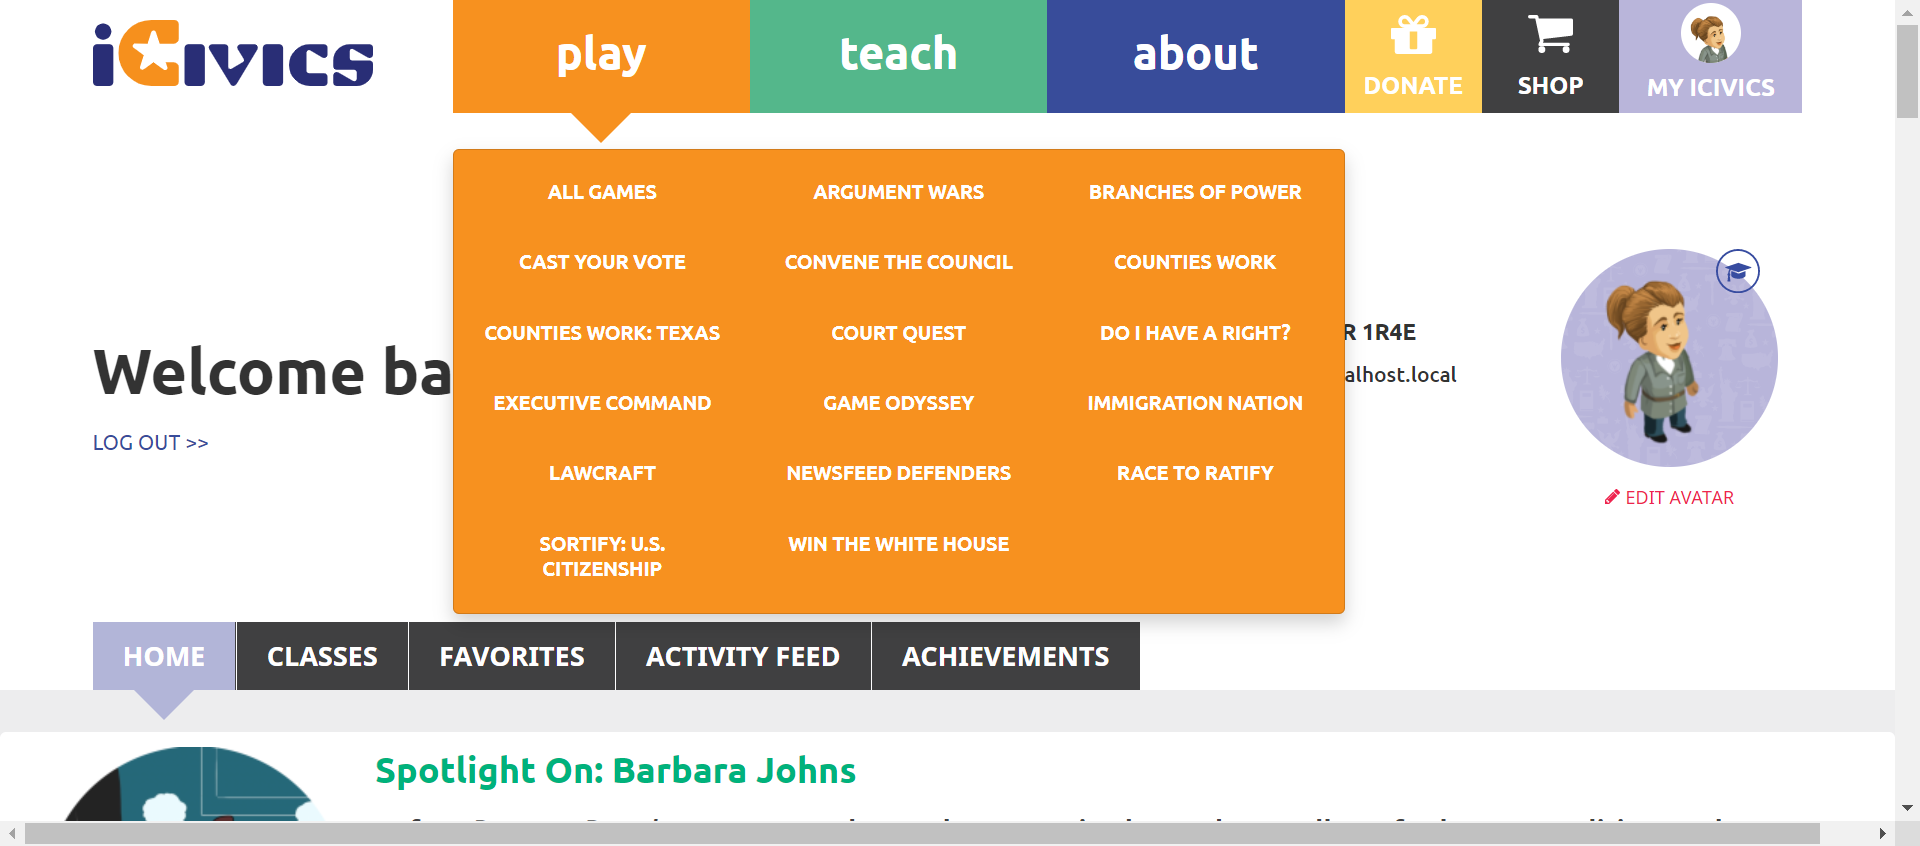 iCivics
play
teach
about
DONATE
SHOP
MY ICIVICS
ALL GAMES
ARGUMENT WARS
BRANCHES OF POWER
CAST YOUR VOTE
CONVENE THE COUNCIL
COUNTIES WORK
COUNTIES WORK: TEXAS
COURT QUEST
DO I HAVE A RIGHT?
EXECUTIVE COMMAND
GAME ODYSSEY
IMMIGRATION NATION
LAWCRAFT
NEWSFEED DEFENDERS
RACE TO RATIFY
SORTIFY: U.S.
CITIZENSHIP
WIN THE WHITE HOUSE
Welcome ba
LOG OUT >>
R 1R4E
alhost.local
EDIT AVATAR
HOME
CLASSES
FAVORITES
ACTIVITY FEED
ACHIEVEMENTS
Spotlight On: Barbara Johns